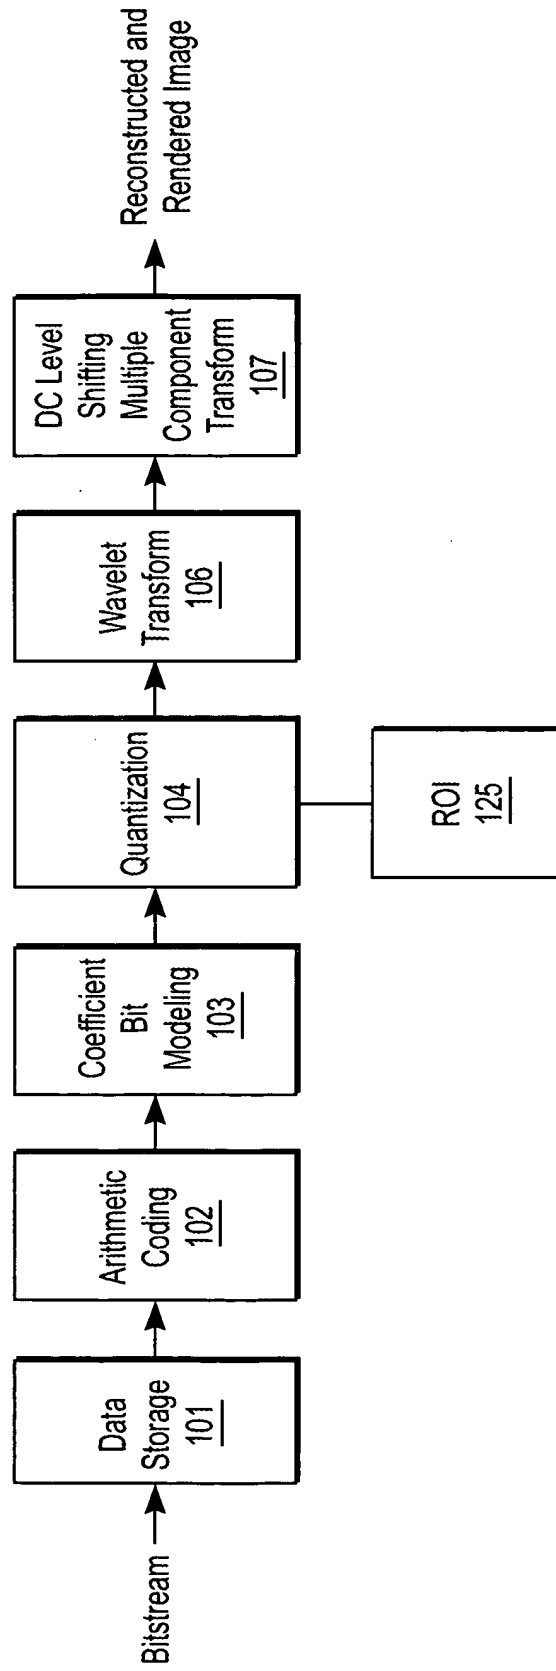 Bitstream
Data
Storage
101
Arithmetic
Coding
102
Coefficient
Bit
Modeling
103
Quantization
104
ROI
125
Wavelet
Transform
106
DC Level
Shifting
Multiple
Component
Transform
107
Reconstructed and
Rendered Image